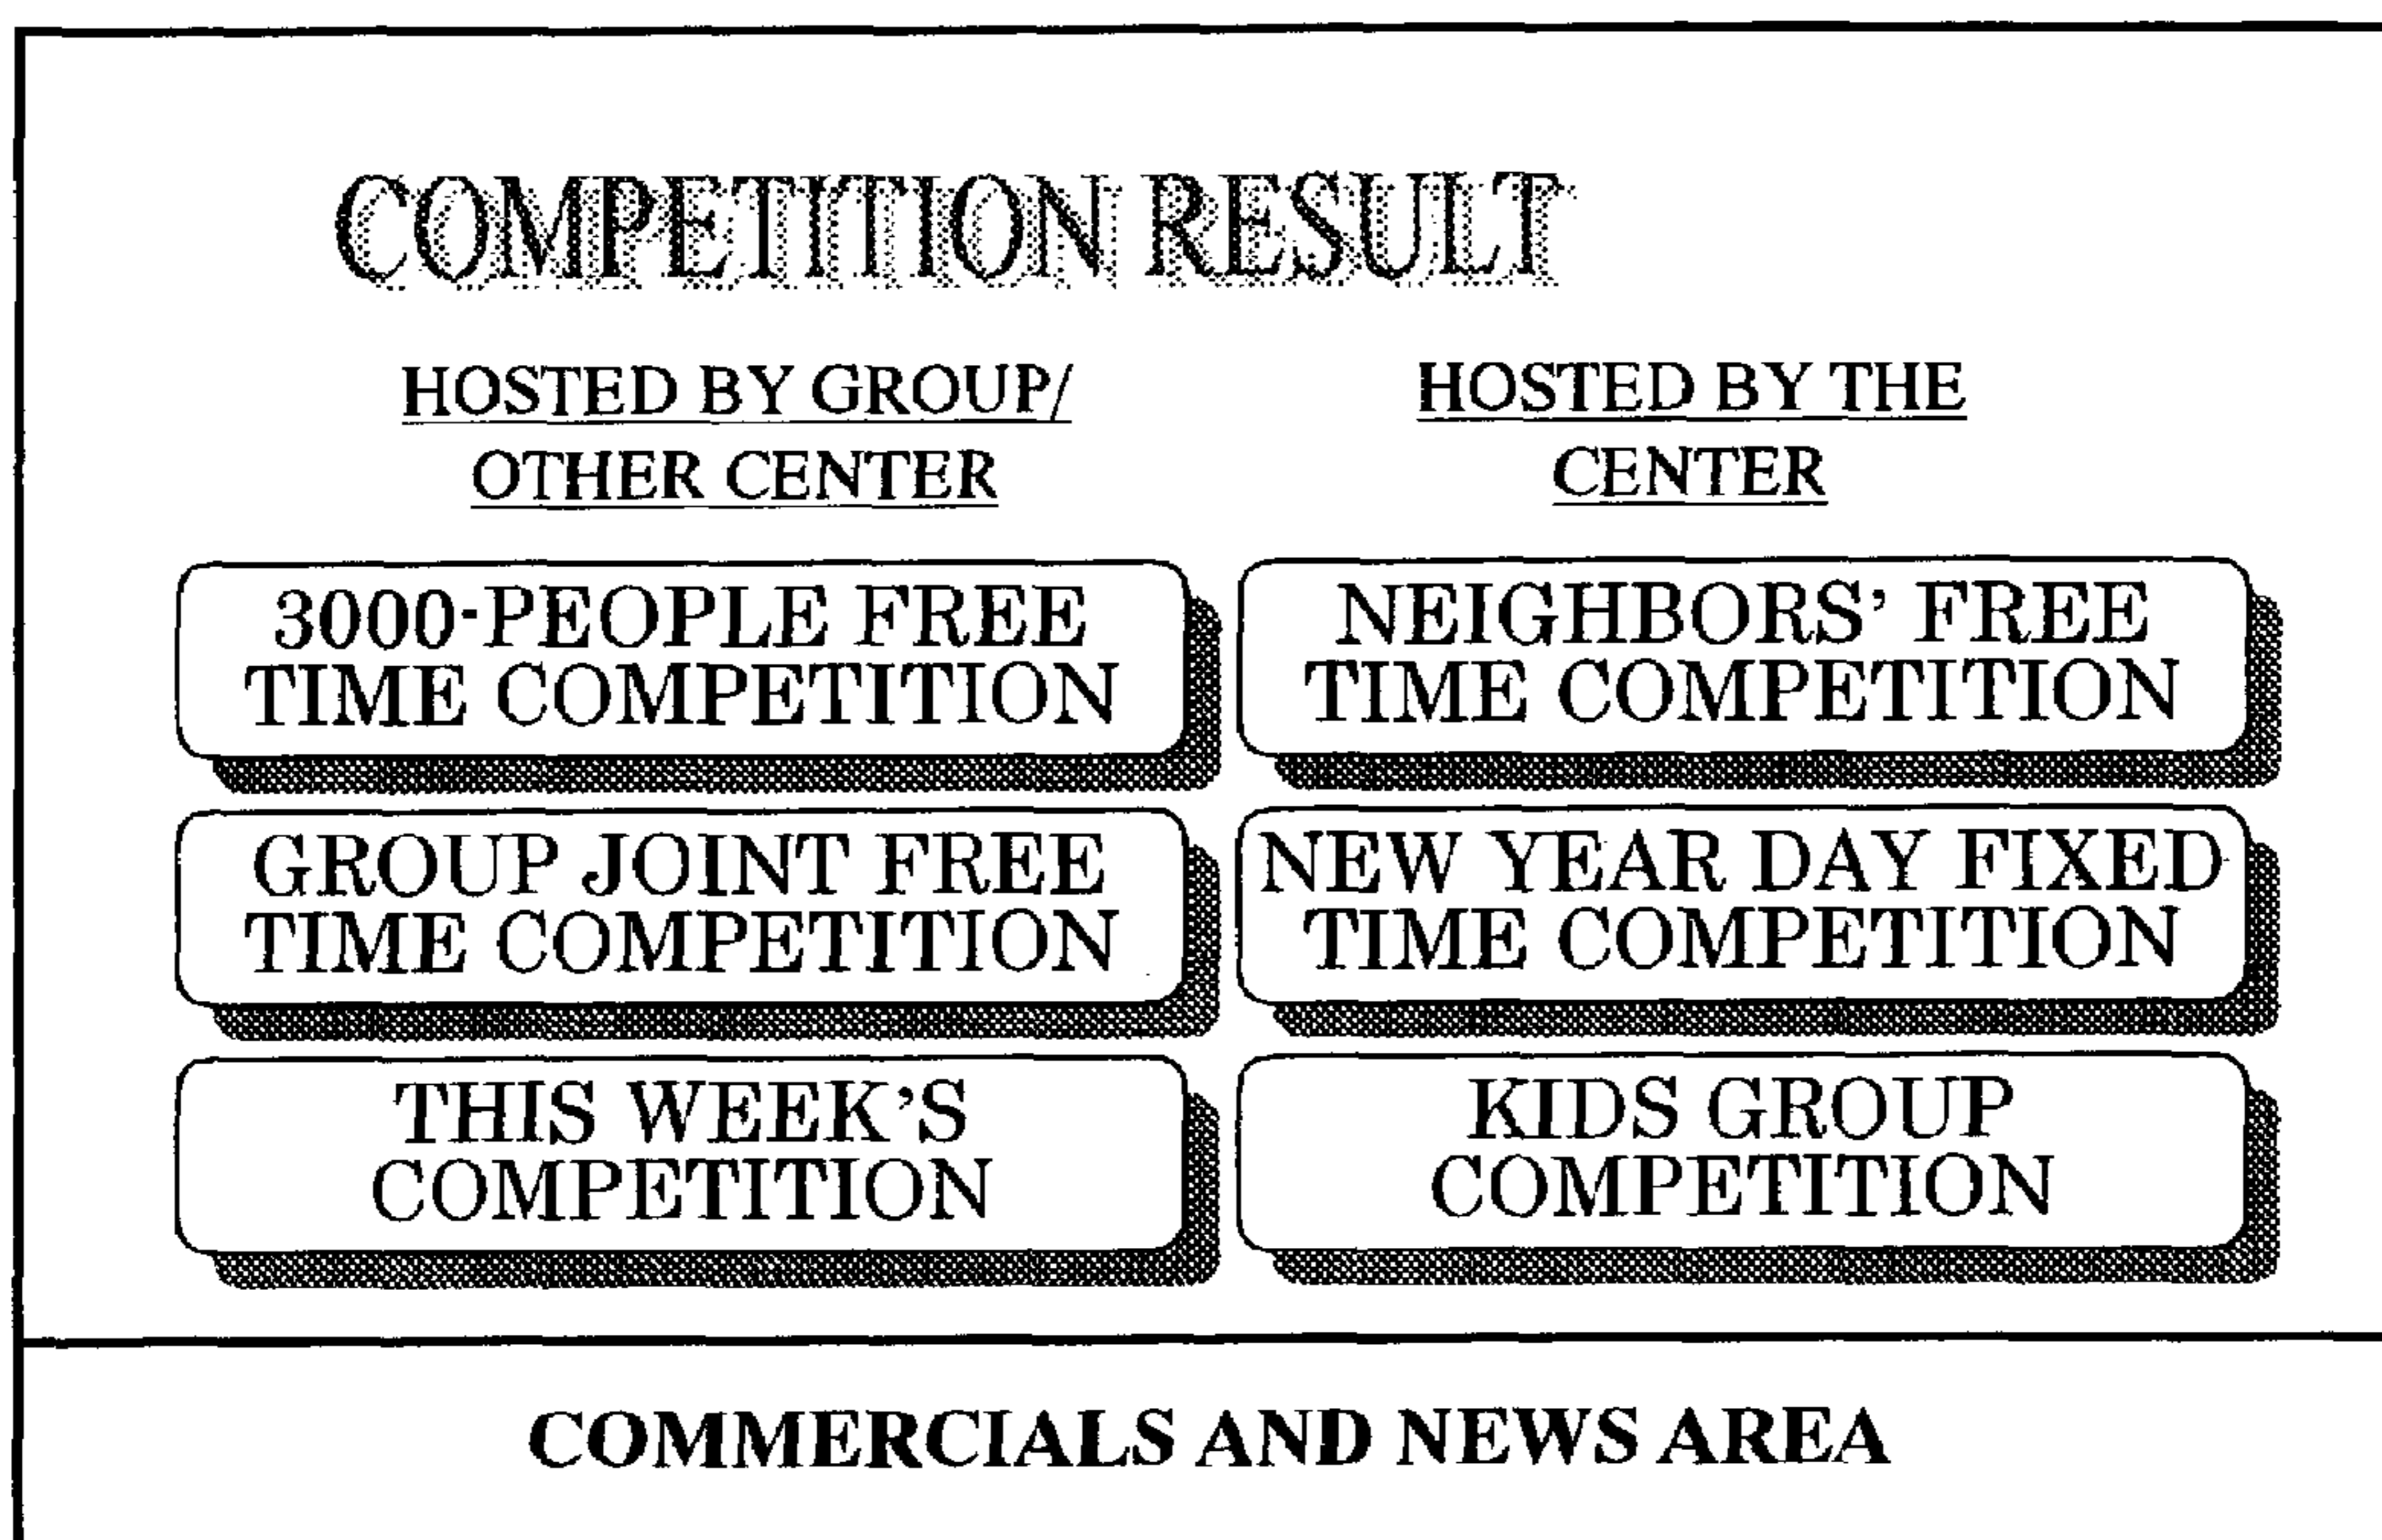 COMPETITION RESULT
HOSTED BY GROUP/
OTHER CENTER
3000-PEOPLE FREE
TIME COMPETITION
GROUP JOINT FREE
TIME COMPETITION
THIS WEEK'S
COMPETITION
HOSTED BY THE
CENTER
NEIGHBORS' FREE
TIME COMPETITION
NEW YEAR DAY FIXED
TIME COMPETITION
KIDS GROUP
COMPETITION
COMMERCIALS AND NEWS AREA